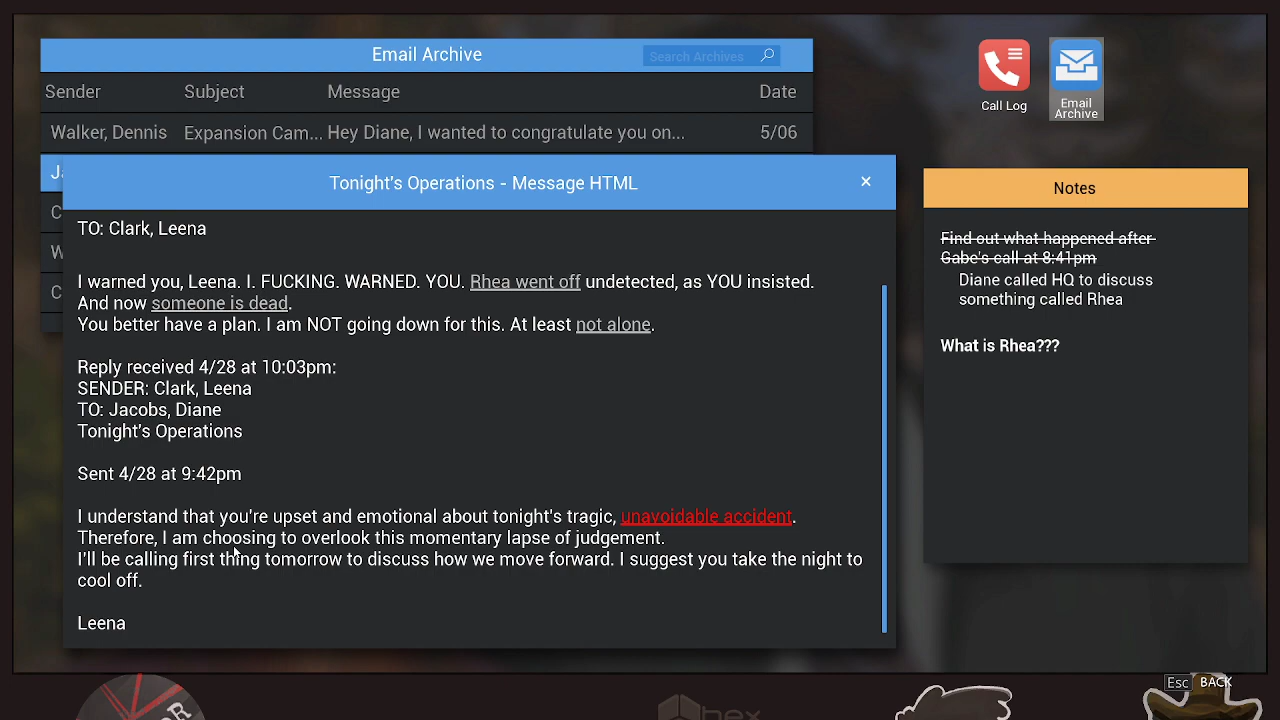 Email Archive
Search Archives
Sender Subject Message Date
Walker, Dennis Expansion Cam... Hey Diane, I wanted to congratulate you on... 5/06
Call Log
Email
Archive
Tonight's Operations - Message HTML
TO: Clark, Leena
I warned you, Leena. I. FUCKING. WARNED. YOU. Rhea went off undetected, as YOU insisted.
And now someone is dead.
You better have a plan. I am NOT going down for this. At least not alone.
Reply received 4/28 at 10:03pm:
SENDER: Clark, Leena
TO: Jacobs, Diane
Tonight's Operations
Sent 4/28 at 9:42pm
I understand that you're upset and emotional about tonight's tragic, unavoidable accident.
Therefore, I am choosing to overlook this momentary lapse of judgement.
I'll be calling first thing tomorrow to discuss how we move forward. I suggest you take the night to
cool off.
Leena
Notes
Find out what happened after
Gabe's call at 8:41pm
Diane called HQ to discuss
something called Rhea
What is Rhea???
Esc BACK
hex